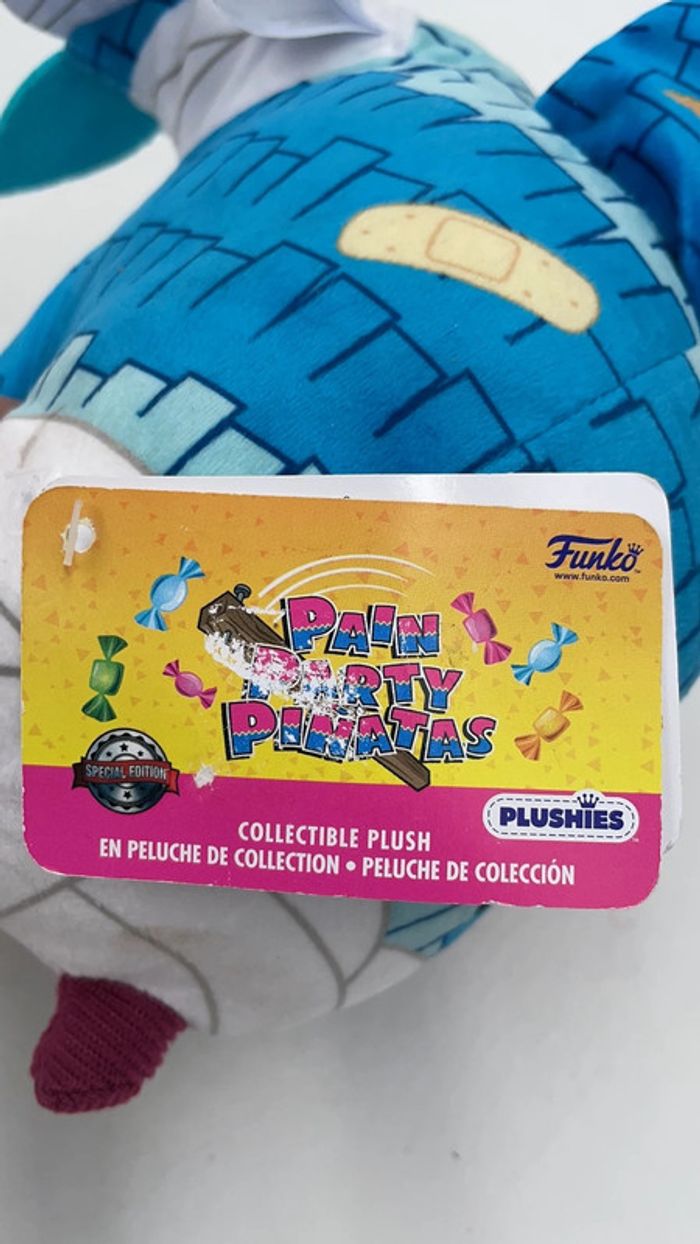 Funko
www.funko.com
PAIN
PARTY
PIÑATAS
SPECIAL EDITION
PLUSHIES
COLLECTIBLE PLUSH
EN PELUCHE DE COLLECTION • PELUCHE DE COLECCIÓN